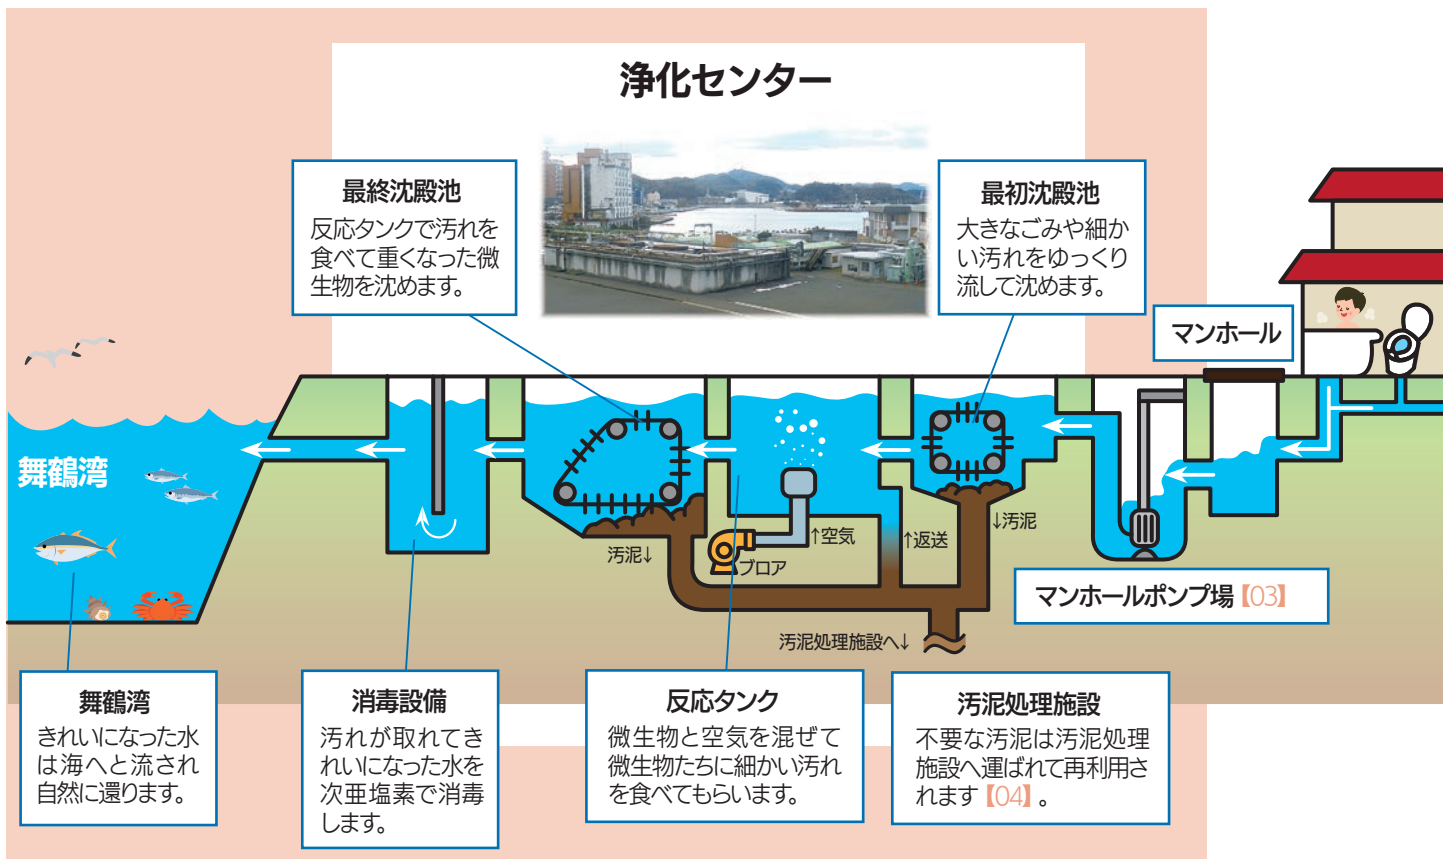 浄化センター
最終沈殿池
反応タンクで汚れを
食べて重くなった微
生物を沈めます。
最初沈殿池
大きなごみや細か
い汚れをゆっくり
流して沈めます。
マンホール
舞鶴湾
汚泥↓
ブロア
↑空気
↑返送
↓汚泥
マンホールポンプ場【03】
汚泥処理施設へ↓
舞鶴湾
きれいになった水
は海へと流され
自然に還ります。
消毒設備
汚れが取れてき
れいになった水を
次亜塩素で消毒
します。
反応タンク
微生物と空気を混ぜて
微生物たちに細かい汚れ
を食べてもらいます。
汚泥処理施設
不要な汚泥は汚泥処理
施設へ運ばれて再利用さ
れます【04】。